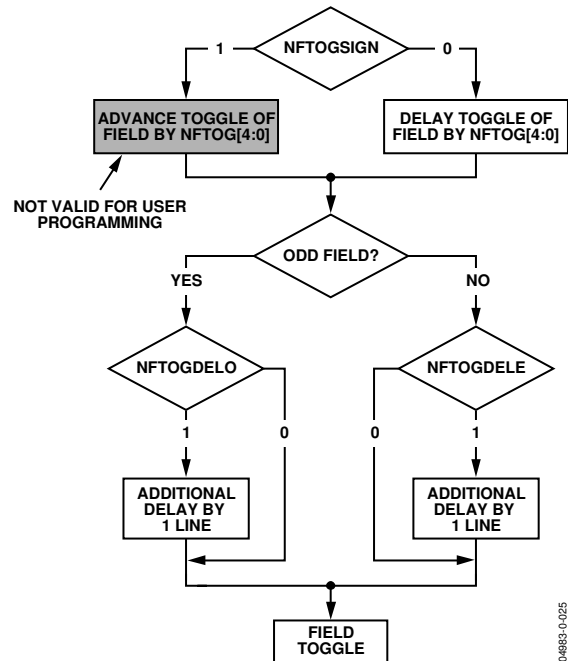 NFTOGSIGN
1
0
ADVANCE TOGGLE OF
FIELD BY NFTOG[4:0]
DELAY TOGGLE OF
FIELD BY NFTOG[4:0]
NOT VALID FOR USER
PROGRAMMING
ODD FIELD?
YES
NO
NFTOGDELO
NFTOGDELE
1
0
0
1
ADDITIONAL
DELAY BY
1 LINE
ADDITIONAL
DELAY BY
1 LINE
FIELD
TOGGLE
04983-0-025